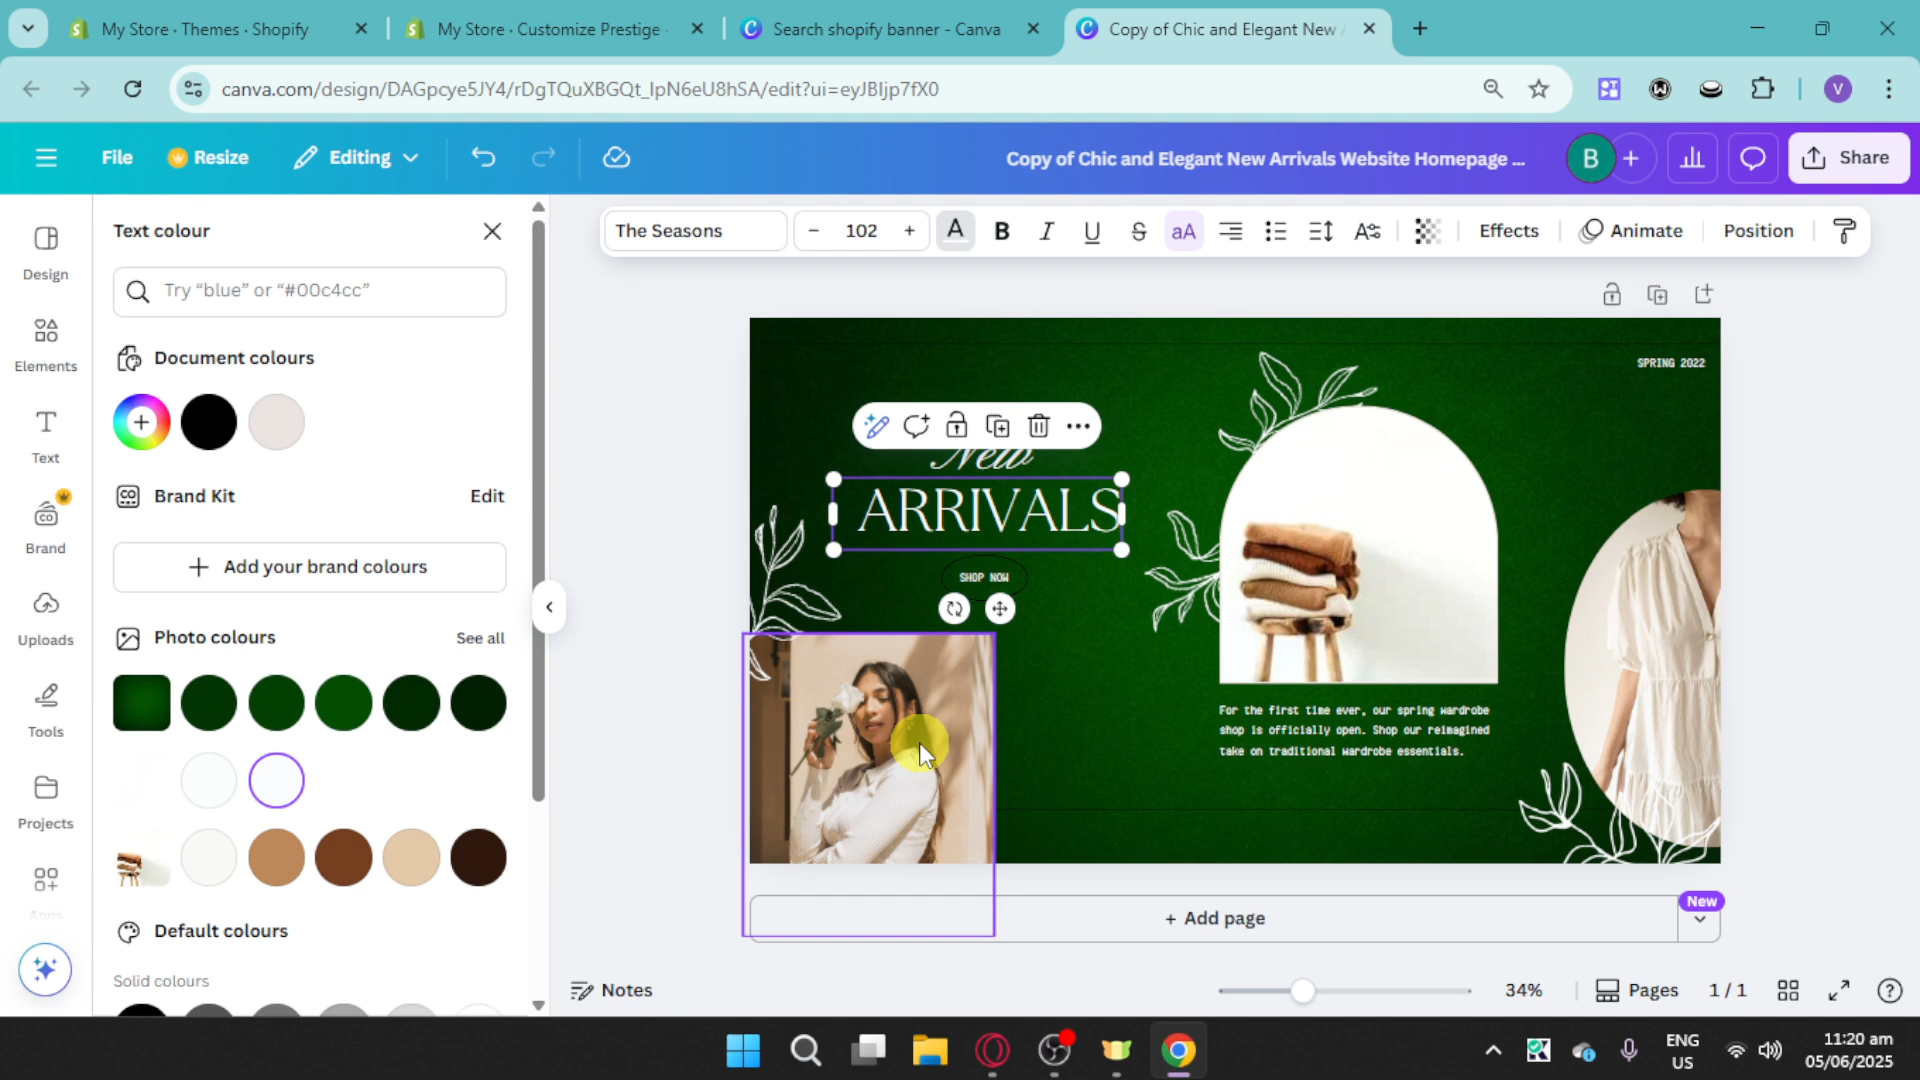 My Store · Themes · Shopify
My Store · Customize Prestige
Search shopify banner - Canva
Copy of Chic and Elegant New
canva.com/design/DAGpcye5JY4/rDgTQuXBGQt_IpN6eU8hSA/edit?ui=eyJBIjp7fX0
V
File
Resize
Editing
Copy of Chic and Elegant New Arrivals Website Homepage ...
B
Share
Design
Elements
Text
Brand
Uploads
Tools
Projects
Apps
Text colour
Try “blue” or “#00c4cc”
Document colours
Brand Kit
Edit
Add your brand colours
Photo colours
See all
Default colours
Solid colours
The Seasons
102
A
B
I
U
S
aA
Effects
Animate
Position
SPRING 2022
New
ARRIVALS
SHOP NOW
For the first time ever, our spring wardrobe
shop is officially open. Shop our reimagined
take on traditional wardrobe essentials.
+ Add page
New
Notes
34%
Pages
1 / 1
ENG
US
11:20 am
05/06/2025